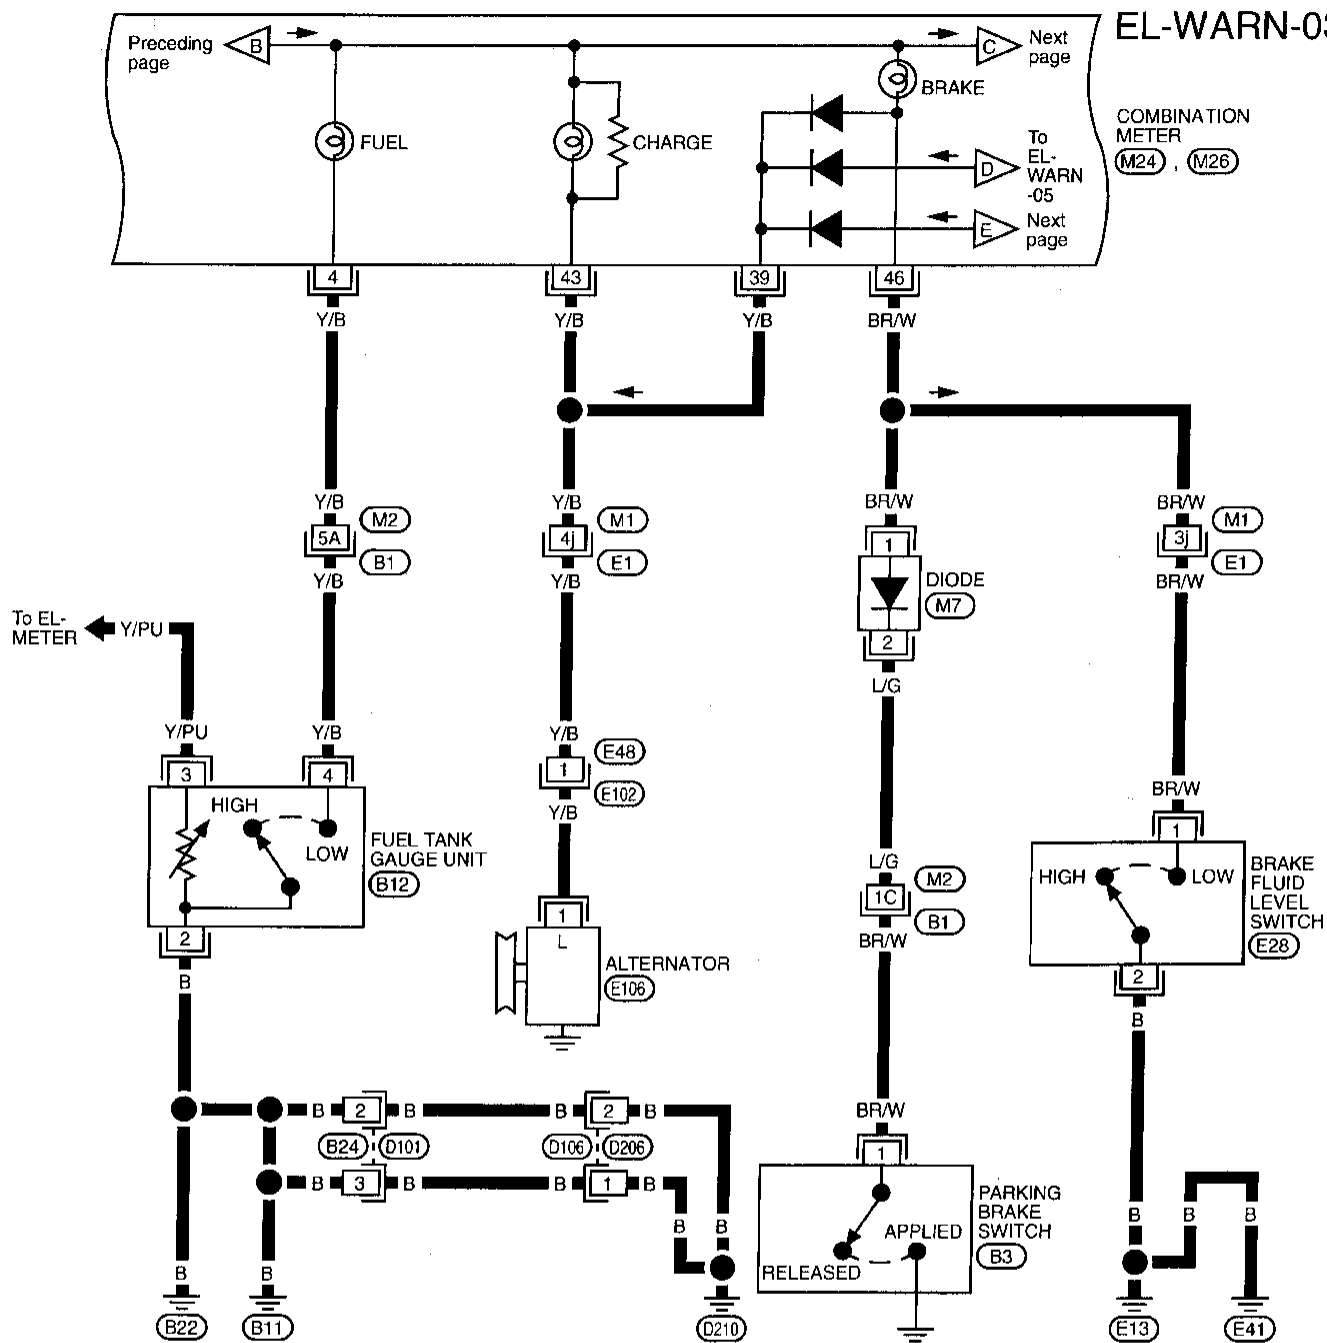 EL-WARN-03
Preceding
page
B
C
Next
page
BRAKE
FUEL
CHARGE
COMBINATION
METER
M24 , M26
To
EL-
WARN
-05
D
E
Next
page
4
43
39
46
Y/B
Y/B
Y/B
BR/W
Y/B
Y/B
BR/W
BR/W
5A
M2
B1
4j
M1
E1
1
3j
M1
E1
Y/B
Y/B
BR/W
DIODE
M7
2
To EL-
METER
Y/PU
L/G
Y/PU
Y/B
Y/B
3
4
1
E48
E102
Y/B
BR/W
1
HIGH
LOW
FUEL TANK
GAUGE UNIT
B12
2
B
L/G
1C
M2
B1
BR/W
HIGH
LOW
BRAKE
FLUID
LEVEL
SWITCH
E28
2
B
1
L
ALTERNATOR
E106
B
2
B
B
2
B
B24
D101
D106
D206
B
3
B
B
1
B
B
B
B
B
B22
B11
D210
BR/W
1
PARKING
BRAKE
SWITCH
B3
APPLIED
RELEASED
B
B
B
E13
E41